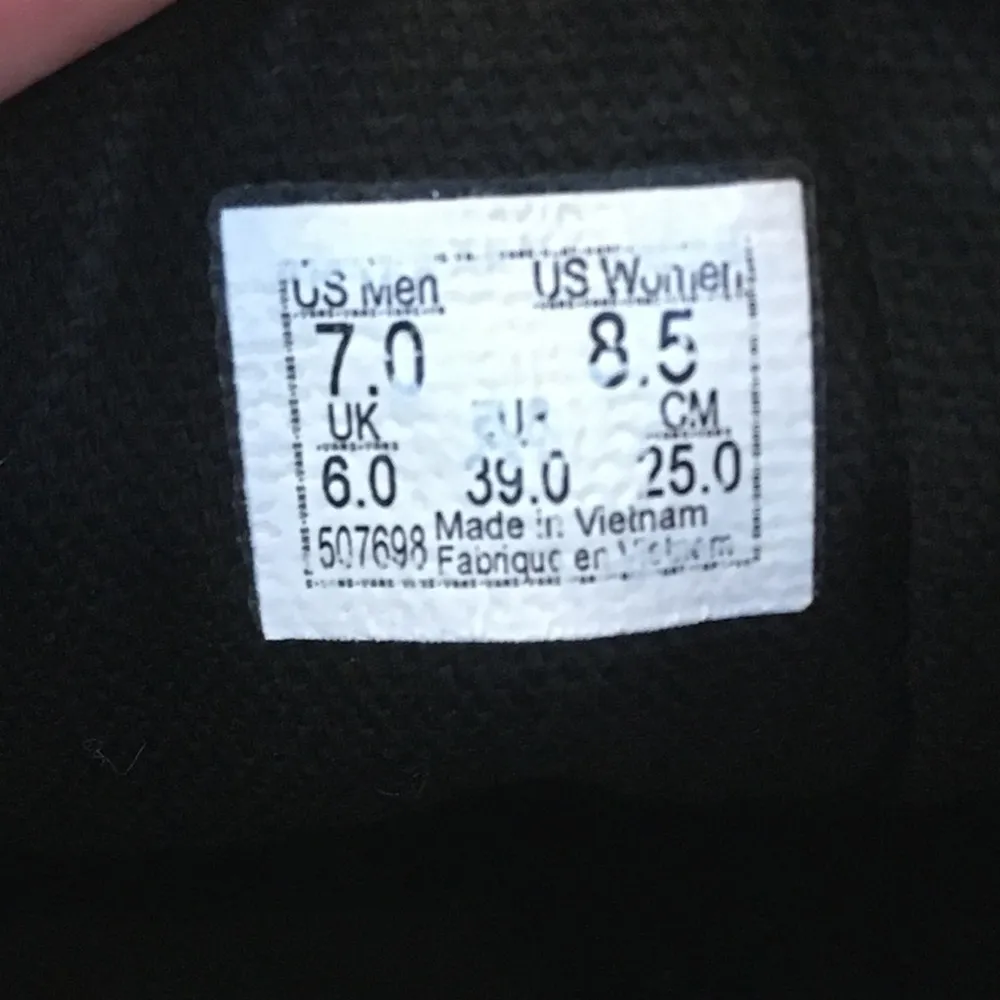 US Men US Women
7.0 8.5
UK EUR CM
6.0 39.0 25.0
507698 Made in Vietnam
Fabrique en Vietnam